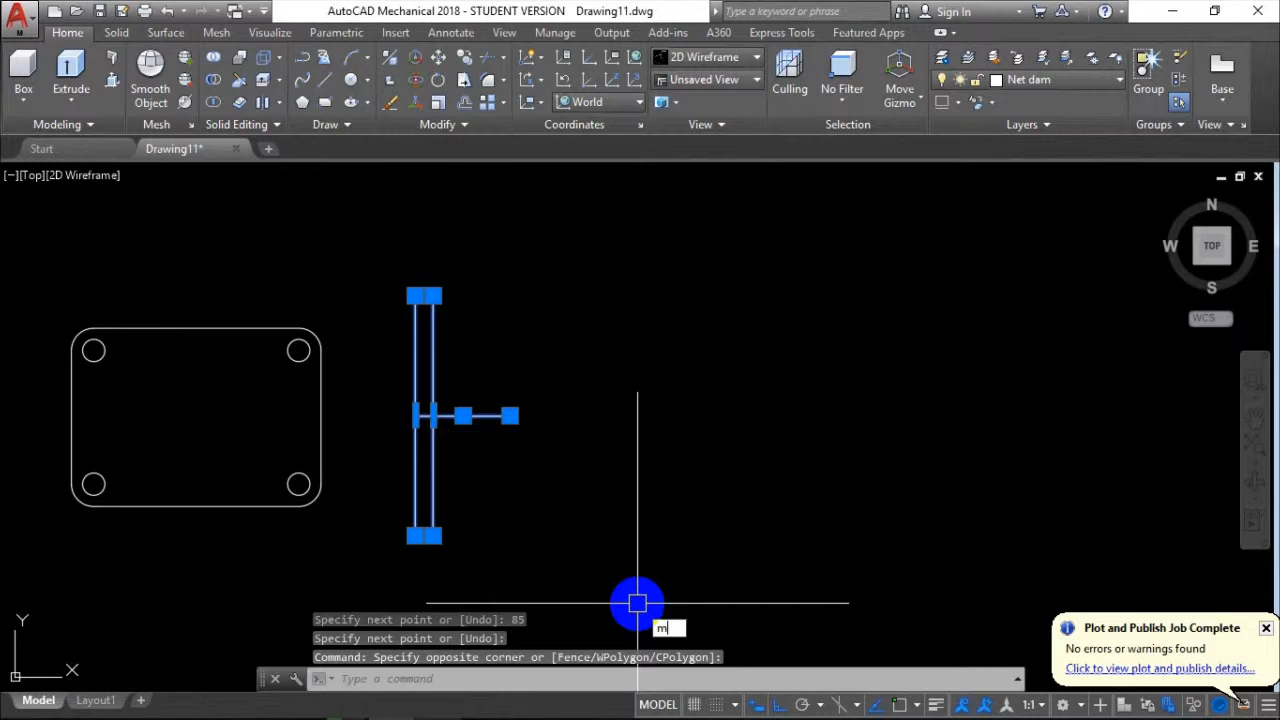 AutoCAD Mechanical 2018 - STUDENT VERSION Drawing11.dwg
Type a keyword or phrase
Sign In
M
Home Solid Surface Mesh Visualize Parametric Insert Annotate View Manage Output Add-ins A360 Express Tools Featured Apps
2D Wireframe
Unsaved View
World
Net dam
Box Extrude Smooth Object Culling No Filter Move Gizmo Group Base
Modeling Mesh Solid Editing Draw Modify Coordinates View Selection Layers Groups View
Start Drawing11*
[−][Top][2D Wireframe]
N
W TOP E
S
WCS
Specify next point or [Undo]: 85
Specify next point or [Undo]:
Command: Specify opposite corner or [Fence/WPolygon/CPolygon]:
m
Type a command
Y
X
Plot and Publish Job Complete
No errors or warnings found
Click to view plot and publish details...
Model Layout1
MODEL 1:1